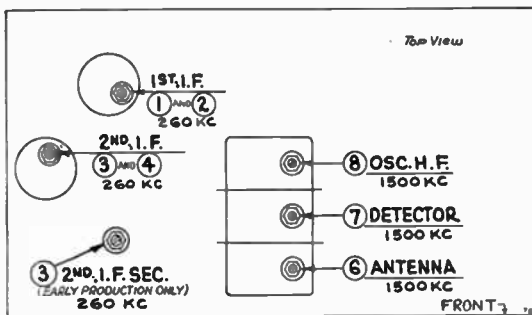 Top View
1ST. I.F.
1 AND 2
260 KC
2ND. I.F.
3 AND 4
260 KC
3 2ND. I.F. SEC.
(EARLY PRODUCTION ONLY)
260 KC
8 OSC. H.F.
1500 KC
7 DETECTOR
1500 KC
6 ANTENNA
1500 KC
FRONT